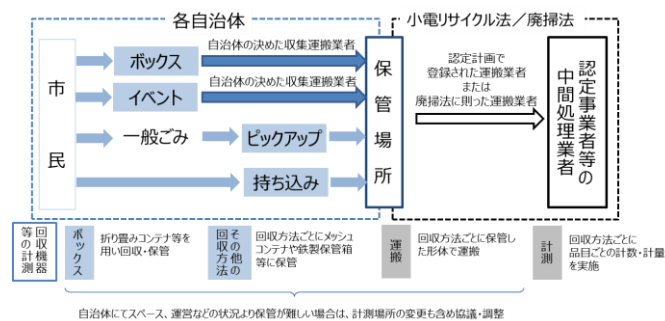 各自治体
小電リサイクル法／廃掃法
市民
ボックス
自治体の決めた収集運搬業者
イベント
自治体の決めた収集運搬業者
一般ごみ
ピックアップ
持ち込み
保管場所
認定計画で
登録された運搬業者
または
廃掃法に則った運搬業者
認定事業者等の
中間処理業者
回収機器
等の計測
ボックス
折り畳みコンテナ等を
用い回収・保管
その他の
回収方法
回収方法ごとにメッシュ
コンテナや鉄製保管箱
等に保管
運搬
回収方法ごとに保管し
た形体で運搬
計測
回収方法ごとに
品目ごとの計数・計量
を実施
自治体にてスペース、運営などの状況より保管が難しい場合は、計測場所の変更も含め協議・調整